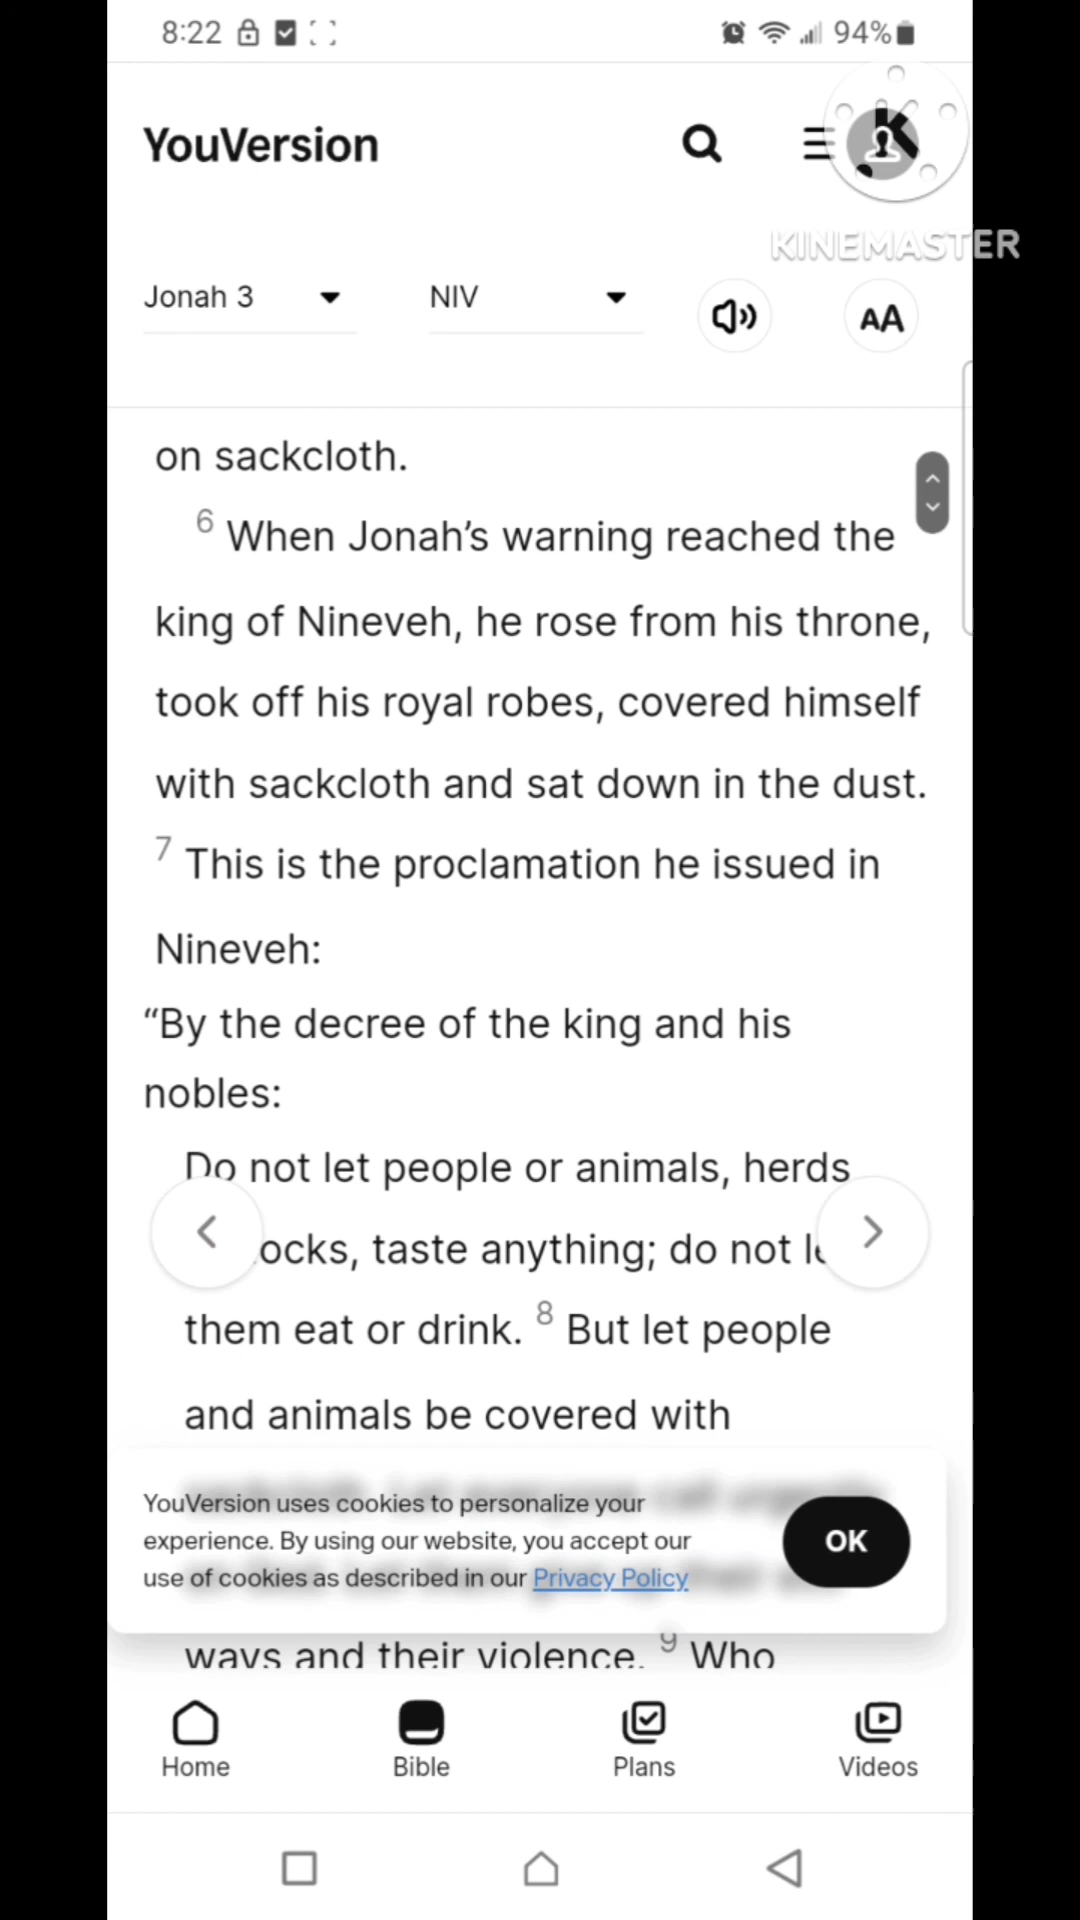 8:22
94%
YouVersion
KINEMASTER
Jonah 3
NIV
AA
on sackcloth.
6 When Jonah’s warning reached the
king of Nineveh, he rose from his throne,
took off his royal robes, covered himself
with sackcloth and sat down in the dust.
7 This is the proclamation he issued in
Nineveh:
“By the decree of the king and his
nobles:
Do not let people or animals, herds
taste anything; do not
them eat or drink. 8 But let people
and animals be covered with
YouVersion uses cookies to personalize your
experience. By using our website, you accept our
use of cookies as described in our Privacy Policy
OK
ways and their violence. 9 Who
Home
Bible
Plans
Videos